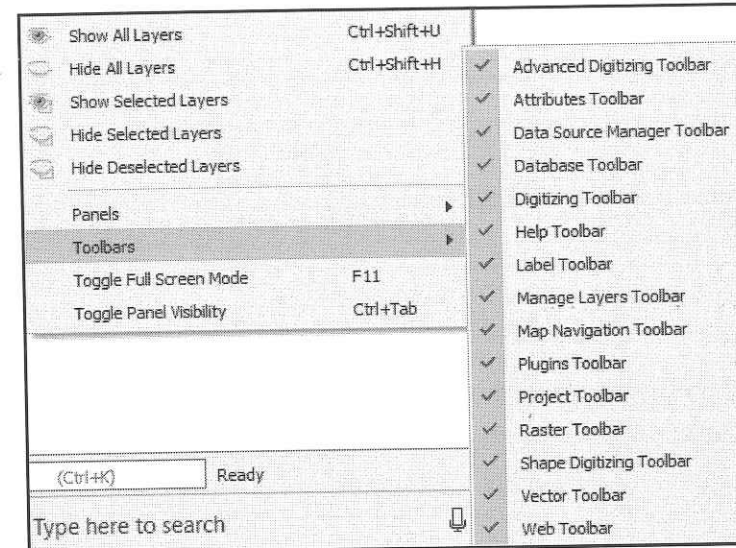 Show All Layers Ctrl+Shift+U
Hide All Layers Ctrl+Shift+H
Show Selected Layers
Hide Selected Layers
Hide Deselected Layers
Panels
Toolbars
Toggle Full Screen Mode F11
Toggle Panel Visibility Ctrl+Tab
Advanced Digitizing Toolbar
Attributes Toolbar
Data Source Manager Toolbar
Database Toolbar
Digitizing Toolbar
Help Toolbar
Label Toolbar
Manage Layers Toolbar
Map Navigation Toolbar
Plugins Toolbar
Project Toolbar
Raster Toolbar
Shape Digitizing Toolbar
Vector Toolbar
Web Toolbar
(Ctrl+K) Ready
Type here to search